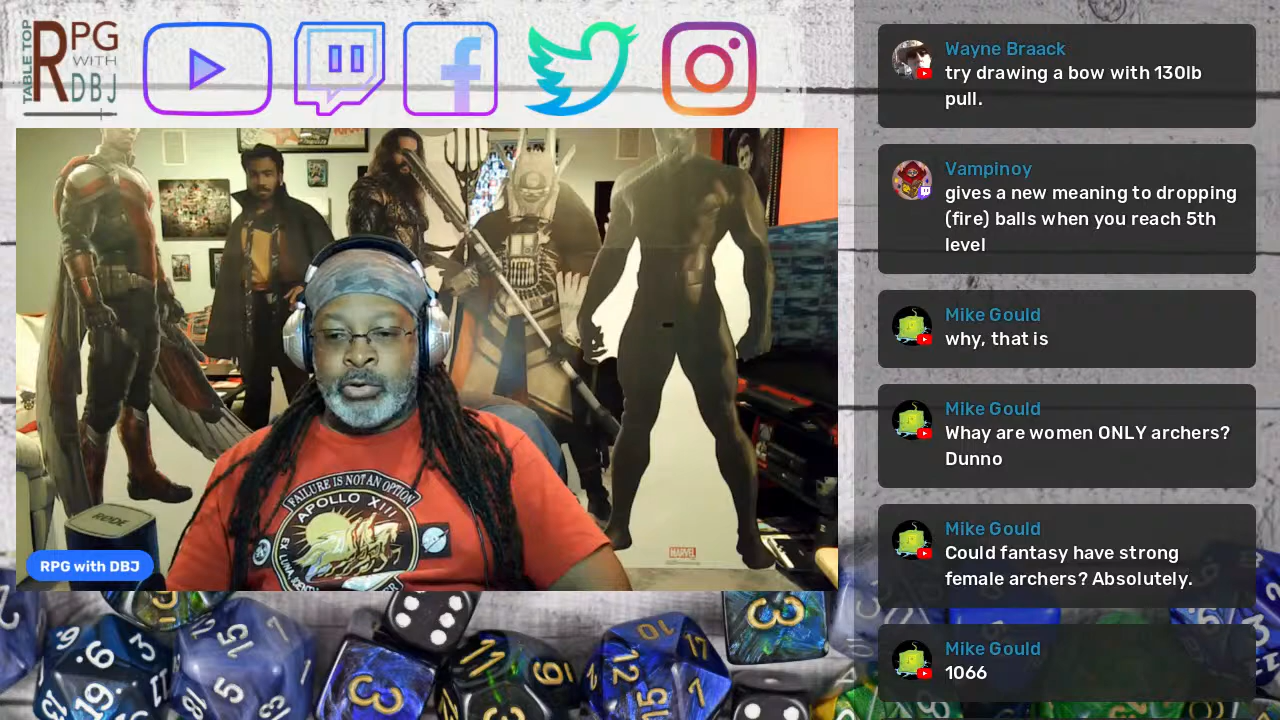 TABLE TOP
RPG
WITH
DBJ
Wayne Braack
try drawing a bow with 130lb
pull.
Vampinoy
gives a new meaning to dropping
(fire) balls when you reach 5th
level
Mike Gould
why, that is
Mike Gould
Whay are women ONLY archers?
Dunno
Mike Gould
Could fantasy have strong
female archers? Absolutely.
Mike Gould
1066
FAILURE IS NOT AN OPTION
APOLLO XIII
EX LUNA
RODE
MARVEL
RPG with DBJ